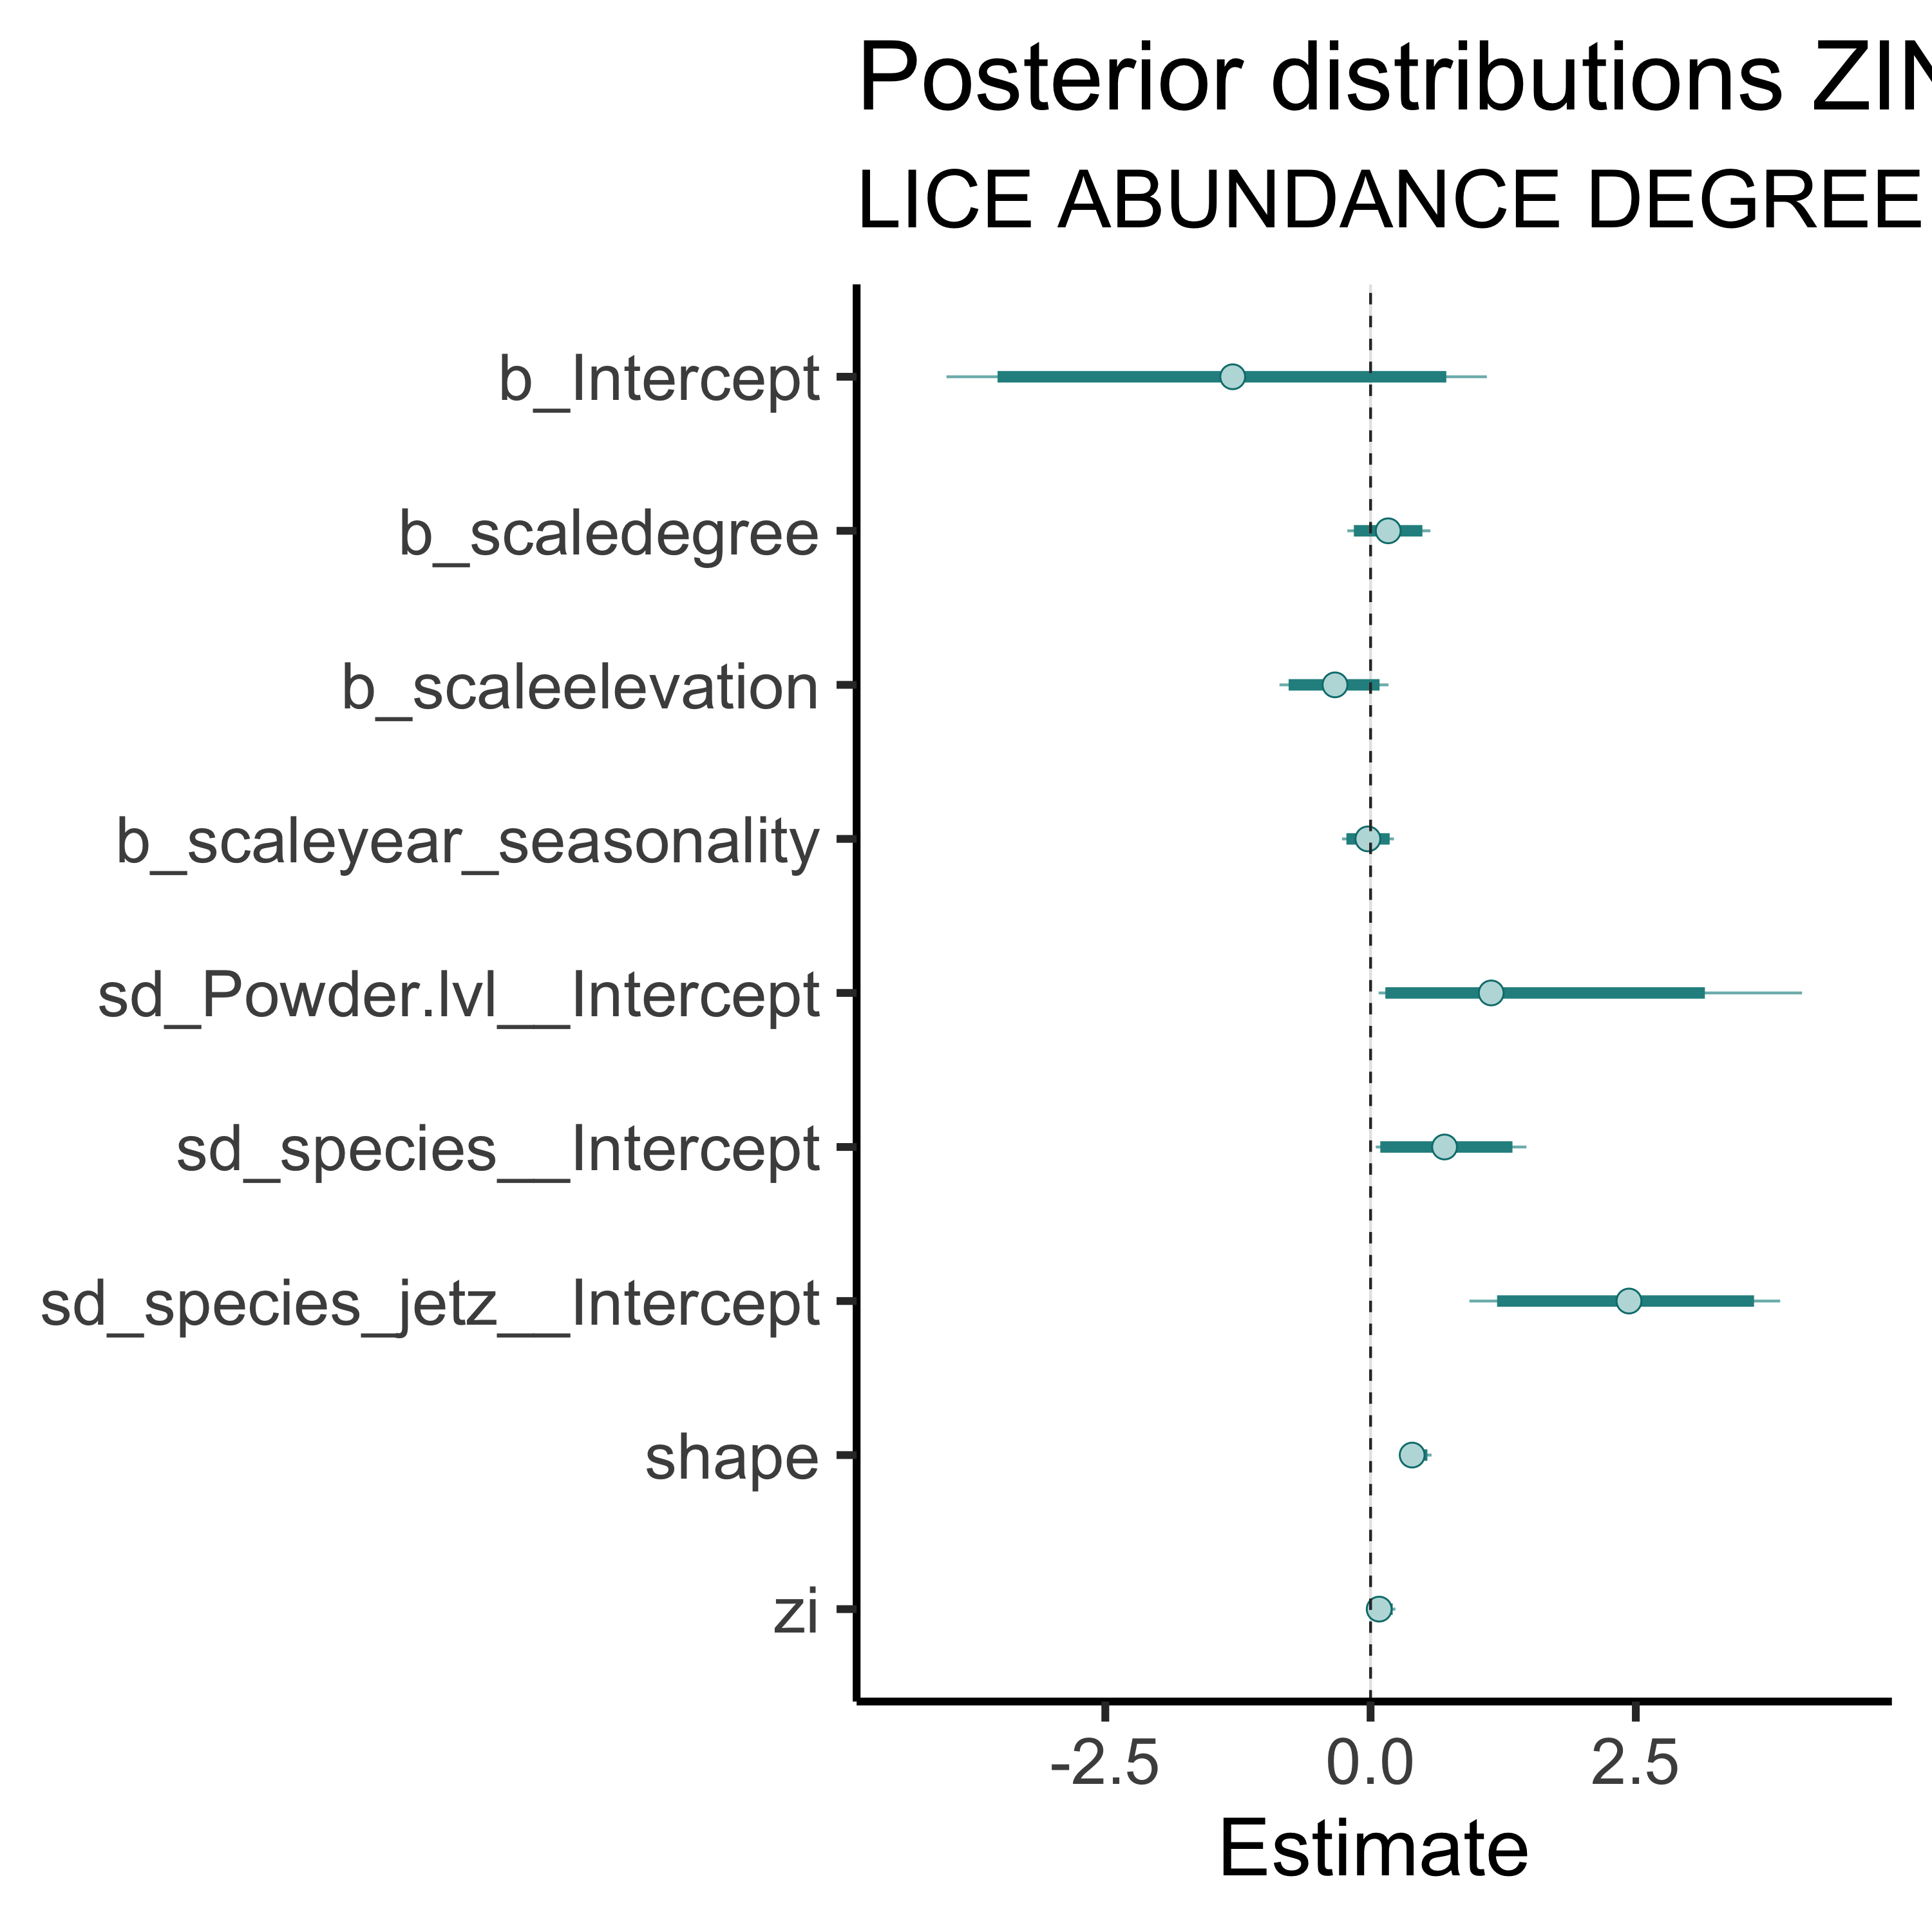 Posterior distributions ZIN
LICE ABUNDANCE DEGREE
b_Intercept
b_scaledegree
b_scaleelevation
b_scaleyear_seasonality
sd_Powder.lvl__Intercept
sd_species__Intercept
sd_species_jetz__Intercept
shape
zi
-2.5 0.0 2.5
Estimate